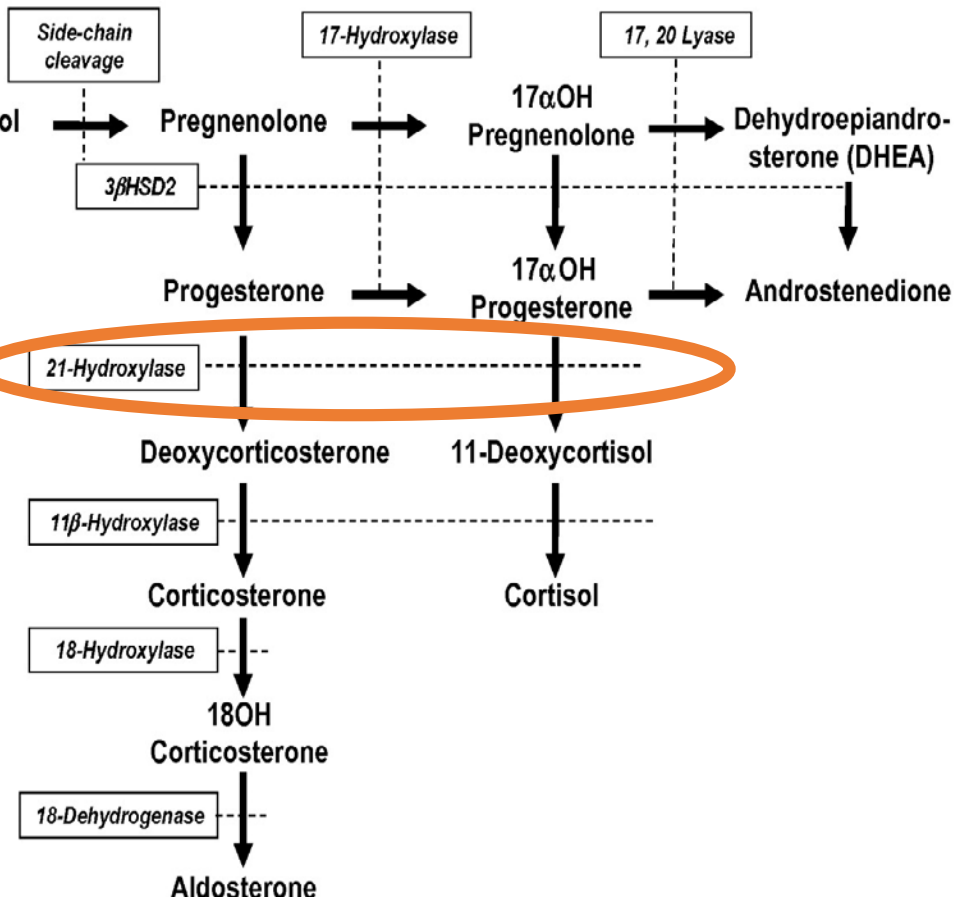 Side-chain
cleavage
17-Hydroxylase
17, 20 Lyase
ol
Pregnenolone
17αOH
Pregnenolone
Dehydroepiandro-
sterone (DHEA)
3βHSD2
Progesterone
17αOH
Progesterone
Androstenedione
21-Hydroxylase
Deoxycorticosterone
11-Deoxycortisol
11β-Hydroxylase
Corticosterone
Cortisol
18-Hydroxylase
18OH
Corticosterone
18-Dehydrogenase
Aldosterone